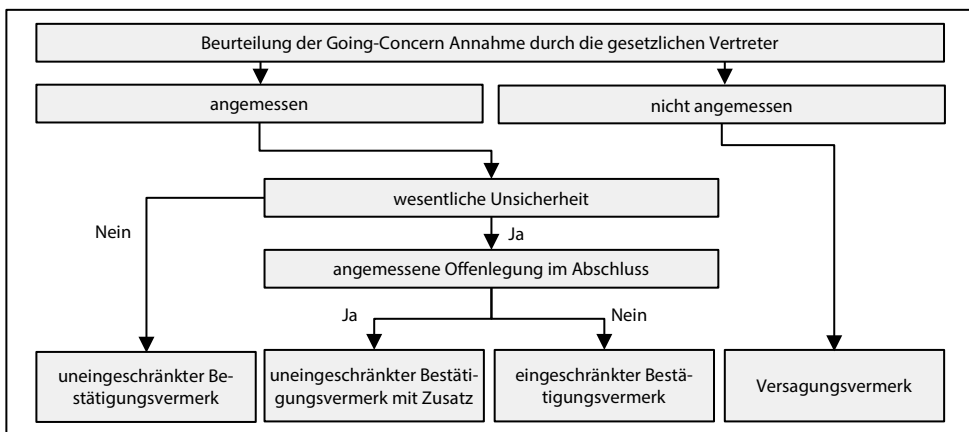 Beurteilung der Going-Concern Annahme durch die gesetzlichen Vertreter
angemessen
nicht angemessen
wesentliche Unsicherheit
Nein
Ja
angemessene Offenlegung im Abschluss
Ja
Nein
uneingeschränkter Be-
stätigungsvermerk
uneingeschränkter Bestäti-
gungsvermerk mit Zusatz
eingeschränkter Bestä-
tigungsvermerk
Versagungsvermerk